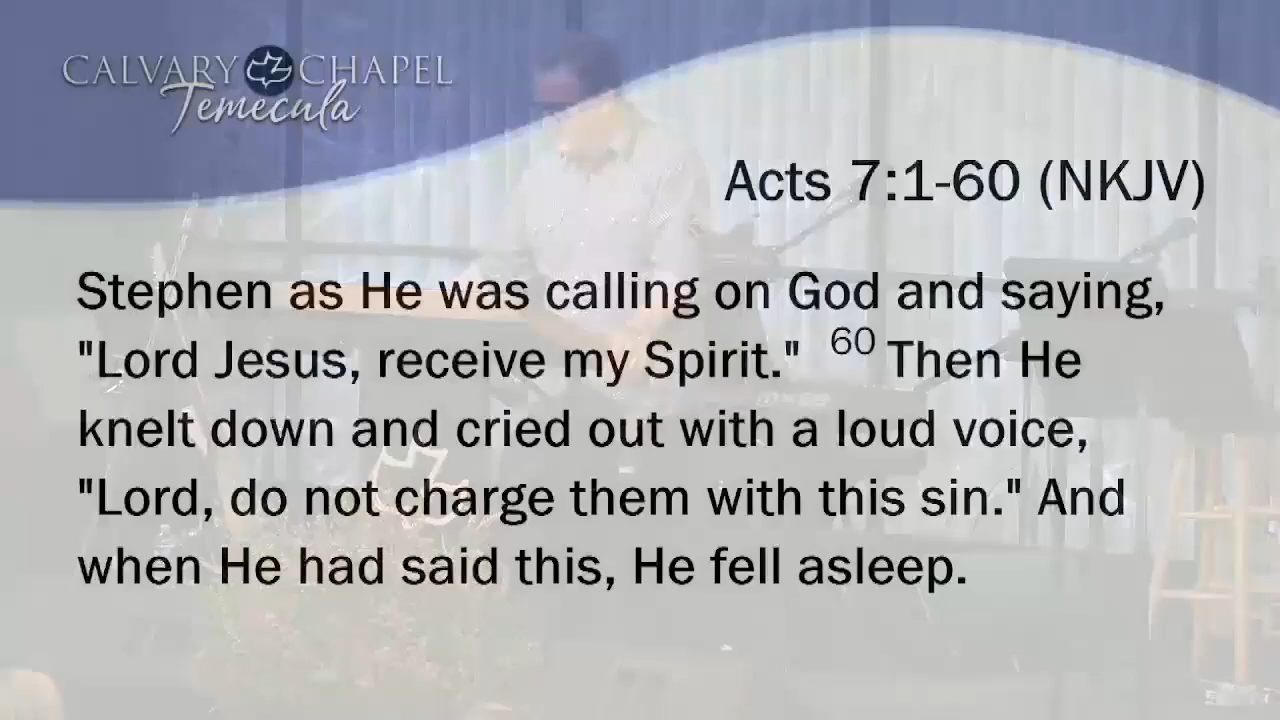 CALVARY CHAPEL
Temecula
Acts 7:1-60 (NKJV)
Stephen as He was calling on God and saying,
"Lord Jesus, receive my Spirit." 60 Then He
knelt down and cried out with a loud voice,
"Lord, do not charge them with this sin." And
when He had said this, He fell asleep.